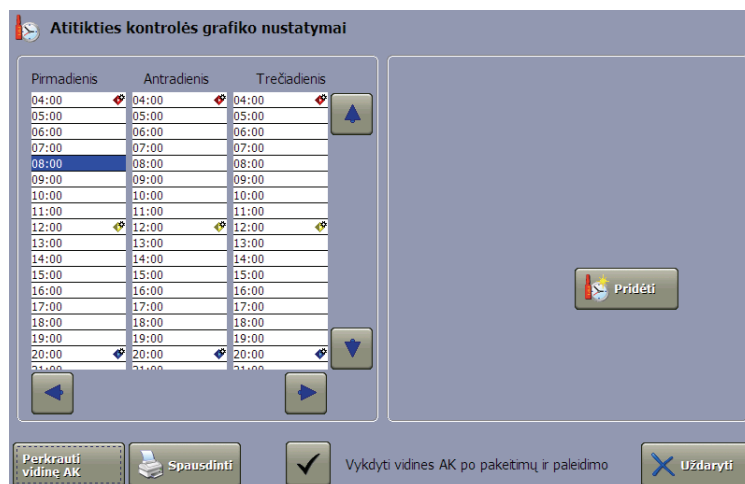 Atitikties kontrolės grafiko nustatymai
Pirmadienis Antradienis Trečiadienis
04:00 04:00 04:00
05:00 05:00 05:00
06:00 06:00 06:00
07:00 07:00 07:00
08:00 08:00 08:00
09:00 09:00 09:00
10:00 10:00 10:00
11:00 11:00 11:00
12:00 12:00 12:00
13:00 13:00 13:00
14:00 14:00 14:00
15:00 15:00 15:00
16:00 16:00 16:00
17:00 17:00 17:00
18:00 18:00 18:00
19:00 19:00 19:00
20:00 20:00 20:00
21:00 21:00 21:00
Pridėti
Perkrauti
vidinę AK
Spausdinti
Vykdyti vidines AK po pakeitimų ir paleidimo
Uždaryti